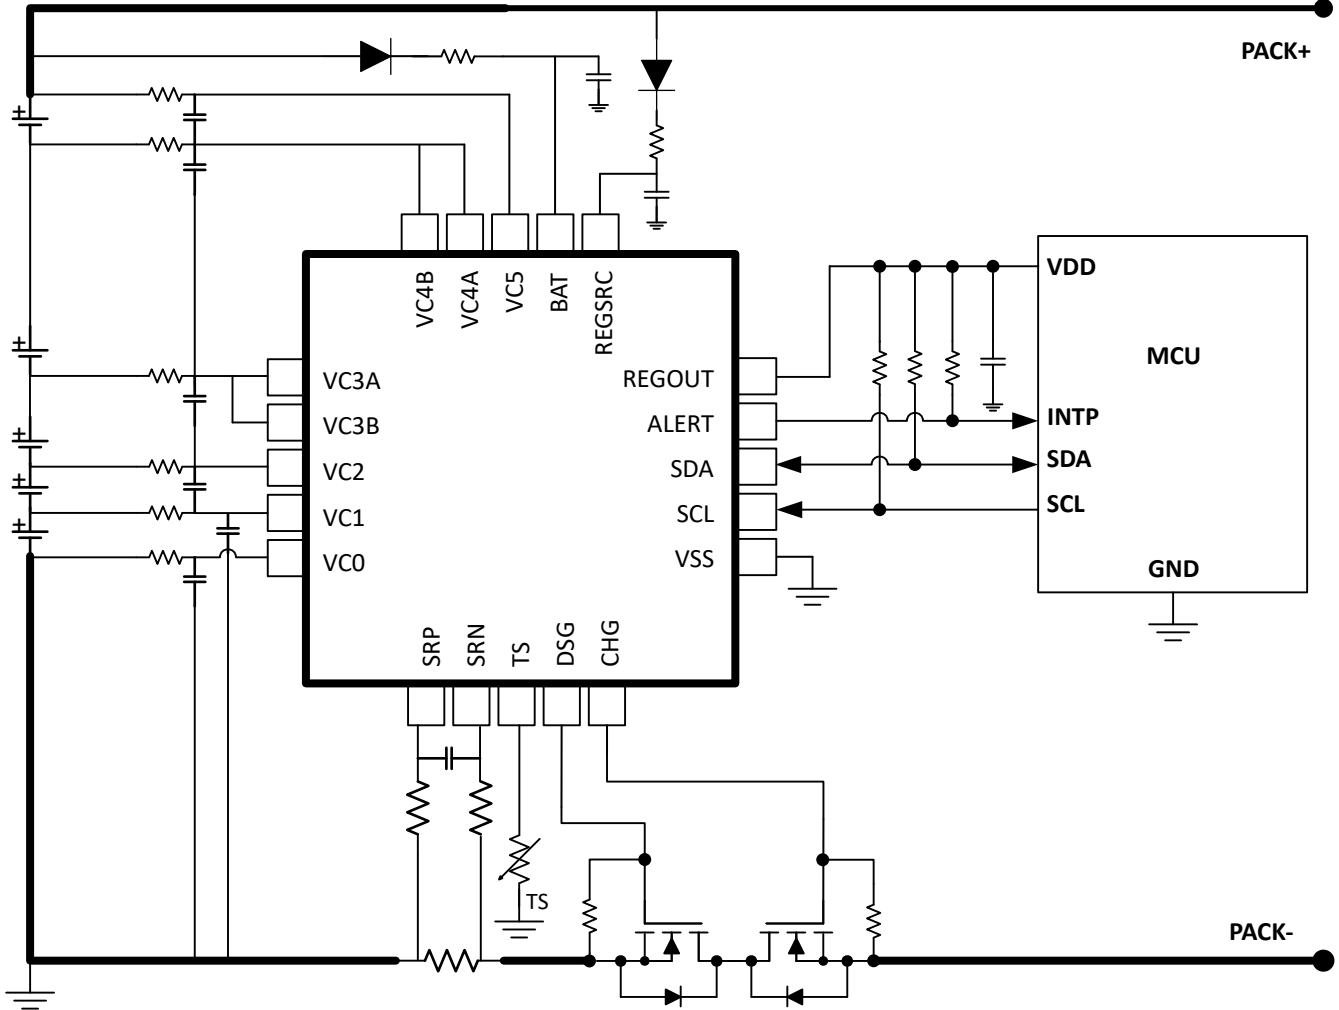 PACK+
VC4B
VC4A
VC5
BAT
REGSRC
VDD
MCU
VC3A
REGOUT
VC3B
ALERT
INTP
VC2
SDA
SDA
VC1
SCL
SCL
VC0
VSS
GND
SRP
SRN
TS
DSG
CHG
TS
PACK-
+
+
+
+
+